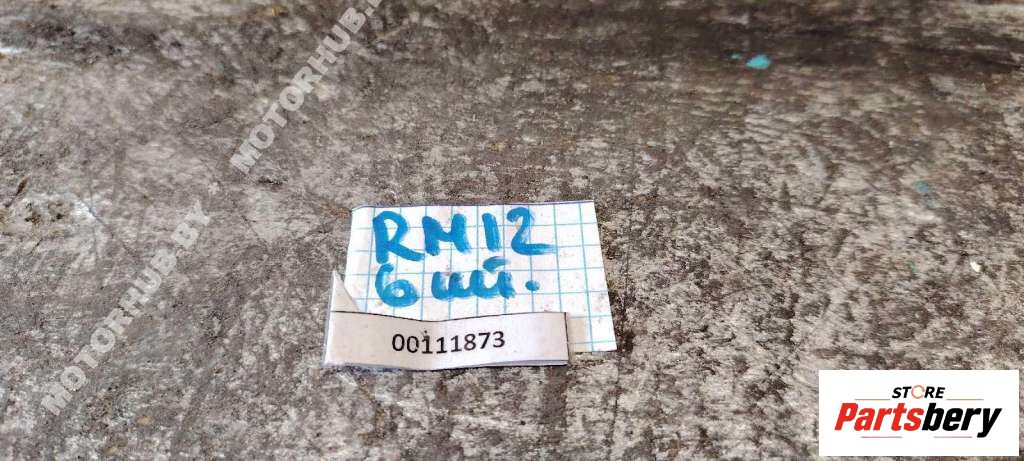 MOTORHUB.BY
MOTORHUB.BY
RM12
6 шт.
00111873
STORE
Partsbery